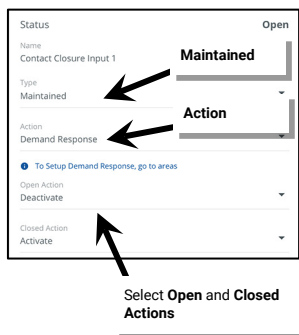 Status Open
Name
Contact Closure Input 1
Maintained
Type
Maintained
Action
Action
Demand Response
To Setup Demand Response, go to areas
Open Action
Deactivate
Closed Action
Activate
Select Open and Closed
Actions